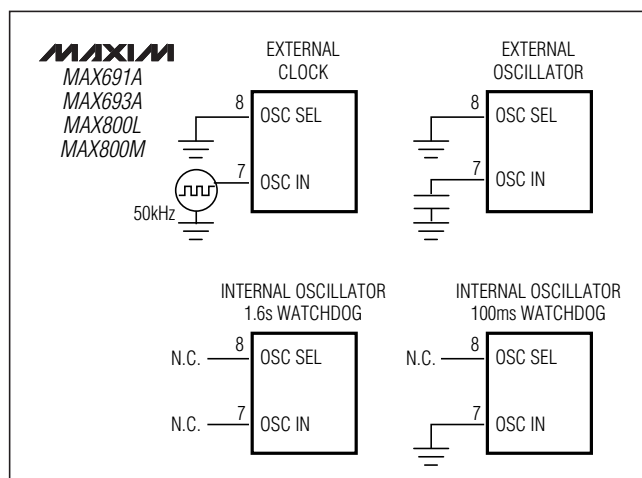 MAXIM
MAX691A
MAX693A
MAX800L
MAX800M
EXTERNAL
CLOCK
8
OSC SEL
7
OSC IN
50kHz
EXTERNAL
OSCILLATOR
8
OSC SEL
7
OSC IN
INTERNAL OSCILLATOR
1.6s WATCHDOG
N.C.
8
OSC SEL
N.C.
7
OSC IN
INTERNAL OSCILLATOR
100ms WATCHDOG
N.C.
8
OSC SEL
7
OSC IN